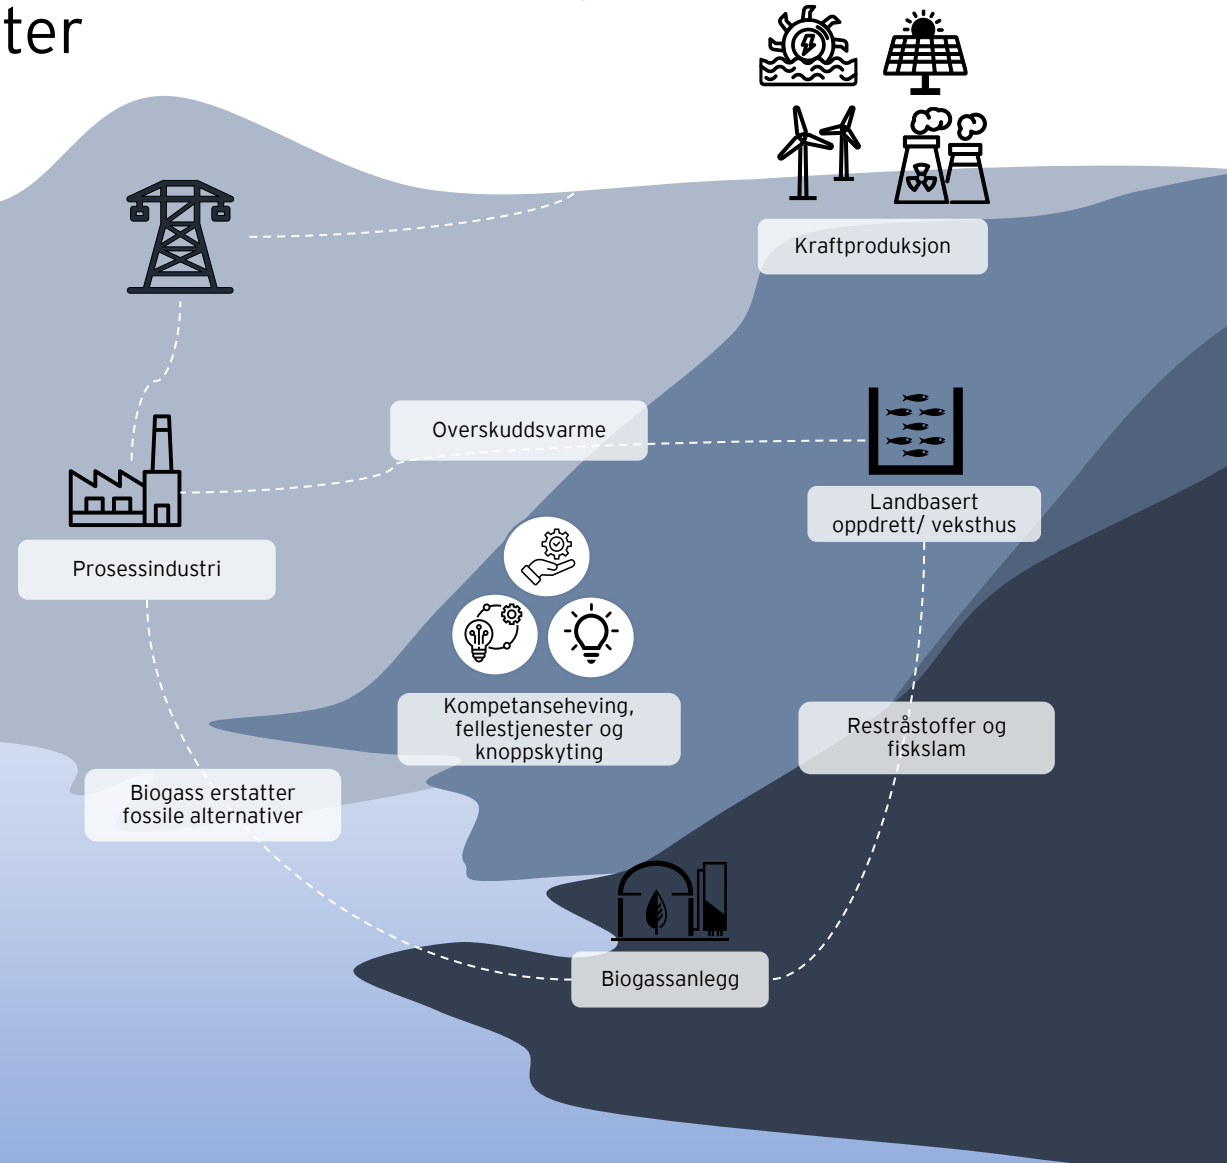 ter
Kraftproduksjon
Overskuddsvarme
Landbasert
oppdrett/ veksthus
Prosessindustri
Kompetanseheving,
fellestjenester og
knoppskyting
Restråstoffer og
fiskslam
Biogass erstatter
fossile alternativer
Biogassanlegg